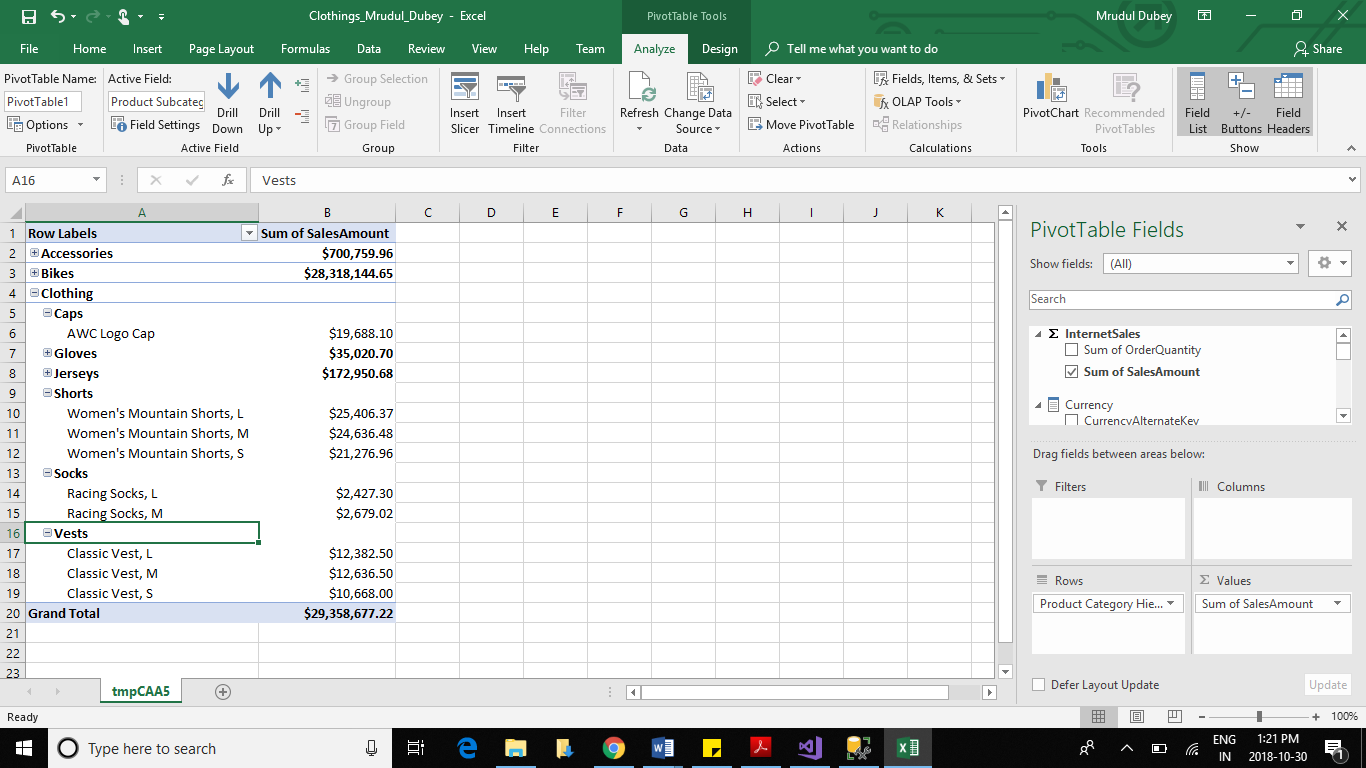 Clothings_Mrudul_Dubey - Excel
PivotTable Tools
Mrudul Dubey
File Home Insert Page Layout Formulas Data Review View Help Team Analyze Design Tell me what you want to do Share
PivotTable Name:
PivotTable1
Options
PivotTable
Active Field:
Product Subcateg
Field Settings
Drill Down
Drill Up
Active Field
Group Selection
Ungroup
Group Field
Group
Insert Slicer
Insert Timeline
Filter Connections
Filter
Refresh
Change Data Source
Data
Clear
Select
Move PivotTable
Actions
Fields, Items, & Sets
OLAP Tools
Relationships
Calculations
PivotChart
Recommended PivotTables
Tools
Field List
+/- Buttons
Field Headers
Show
A16 fx Vests
A B C D E F G H I J K
1 Row Labels Sum of SalesAmount
2 Accessories $700,759.96
3 Bikes $28,318,144.65
4 Clothing
5 Caps
6 AWC Logo Cap $19,688.10
7 Gloves $35,020.70
8 Jerseys $172,950.68
9 Shorts
10 Women's Mountain Shorts, L $25,406.37
11 Women's Mountain Shorts, M $24,636.48
12 Women's Mountain Shorts, S $21,276.96
13 Socks
14 Racing Socks, L $2,427.30
15 Racing Socks, M $2,679.02
16 Vests
17 Classic Vest, L $12,382.50
18 Classic Vest, M $12,636.50
19 Classic Vest, S $10,668.00
20 Grand Total $29,358,677.22
21
22
23
PivotTable Fields
Show fields: (All)
Search
Σ InternetSales
Sum of OrderQuantity
Sum of SalesAmount
Currency
CurrencyAlternateKey
Drag fields between areas below:
Filters
Columns
Rows
Σ Values
Product Category Hie...
Sum of SalesAmount
Defer Layout Update
Update
tmpCAA5
Ready
100%
Type here to search
ENG
IN
1:21 PM
2018-10-30
1